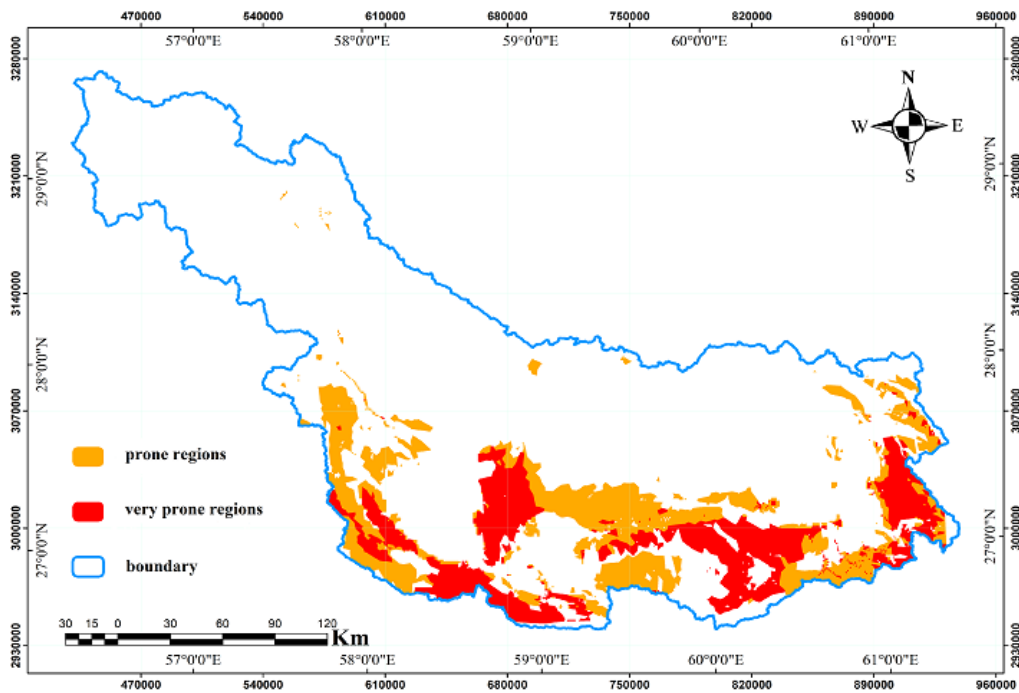 470000 540000 610000 680000 750000 820000 890000 960000
57°0'0"E 58°0'0"E 59°0'0"E 60°0'0"E 61°0'0"E
3280000 3280000
N
W E
S
29°0'0"N 29°0'0"N
3210000 3210000
3140000 3140000
28°0'0"N 28°0'0"N
3070000 3070000
prone regions
very prone regions
3000000 3000000
27°0'0"N 27°0'0"N
boundary
30 15 0 30 60 90 120
Km
2930000 2930000
57°0'0"E 58°0'0"E 59°0'0"E 60°0'0"E 61°0'0"E
470000 540000 610000 680000 750000 820000 890000 960000